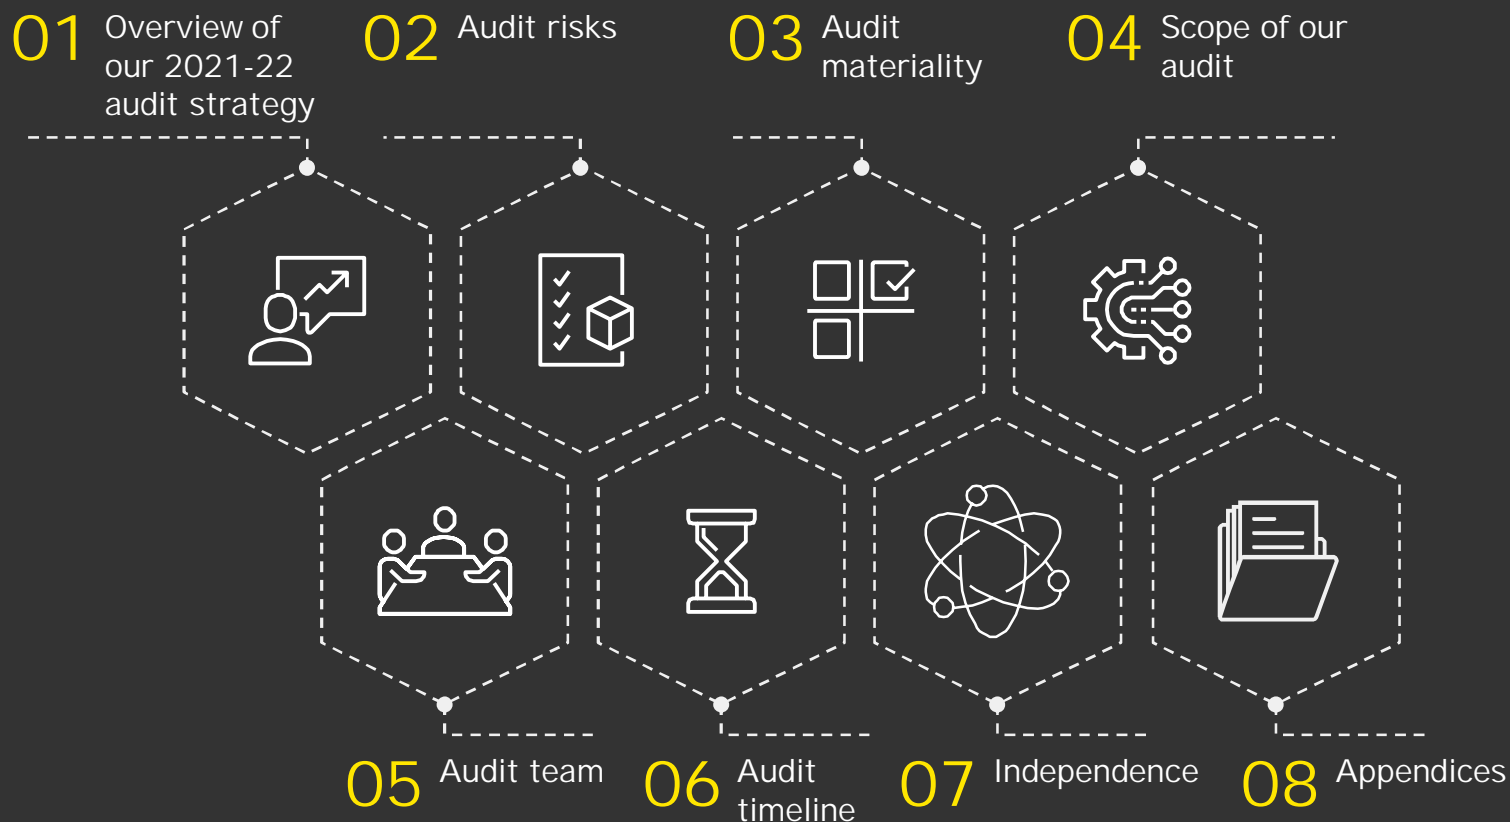 01
Overview of
our 2021-22
audit strategy
02
Audit risks
03
Audit
materiality
04
Scope of our
audit
05
Audit team
06
Audit
timeline
07
Independence
08
Appendices